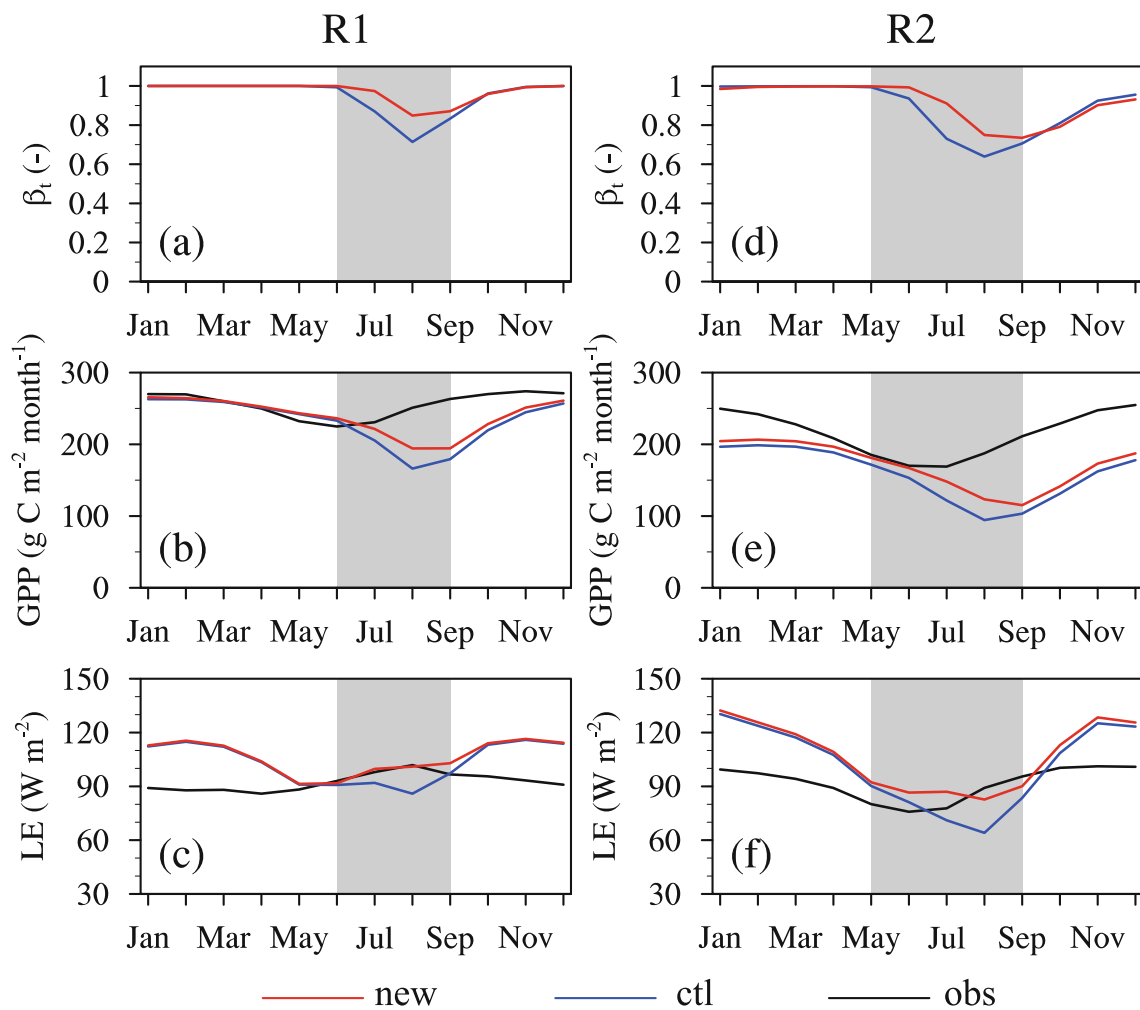 R1
R2
1
0.8
0.6
0.4
0.2
0
βt (-)
(a)
Jan Mar May Jul Sep Nov
1
0.8
0.6
0.4
0.2
0
βt (-)
(d)
Jan Mar May Jul Sep Nov
300
200
100
0
GPP (g C m-2 month-1)
(b)
Jan Mar May Jul Sep Nov
300
200
100
0
GPP (g C m-2 month-1)
(e)
Jan Mar May Jul Sep Nov
150
120
90
60
30
LE (W m-2)
(c)
Jan Mar May Jul Sep Nov
150
120
90
60
30
LE (W m-2)
(f)
Jan Mar May Jul Sep Nov
new ctl obs